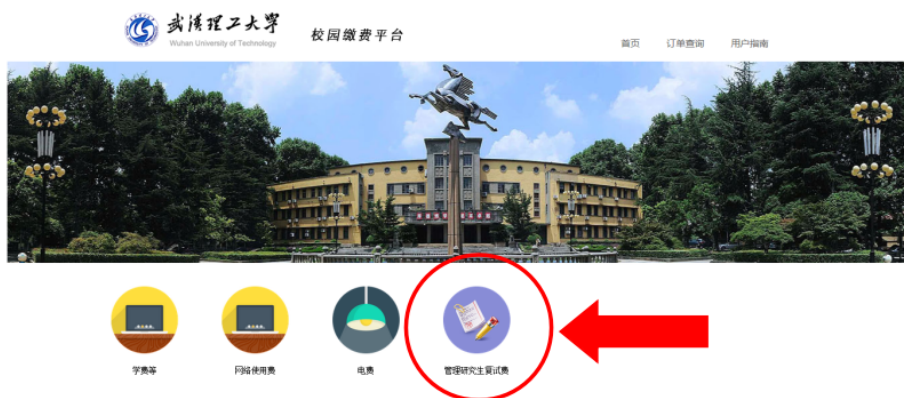 武汉理工大学
Wuhan University of Technology
校园缴费平台
首页 订单查询 用户指南
学费等 网络使用费 电费 管理研究生复试费